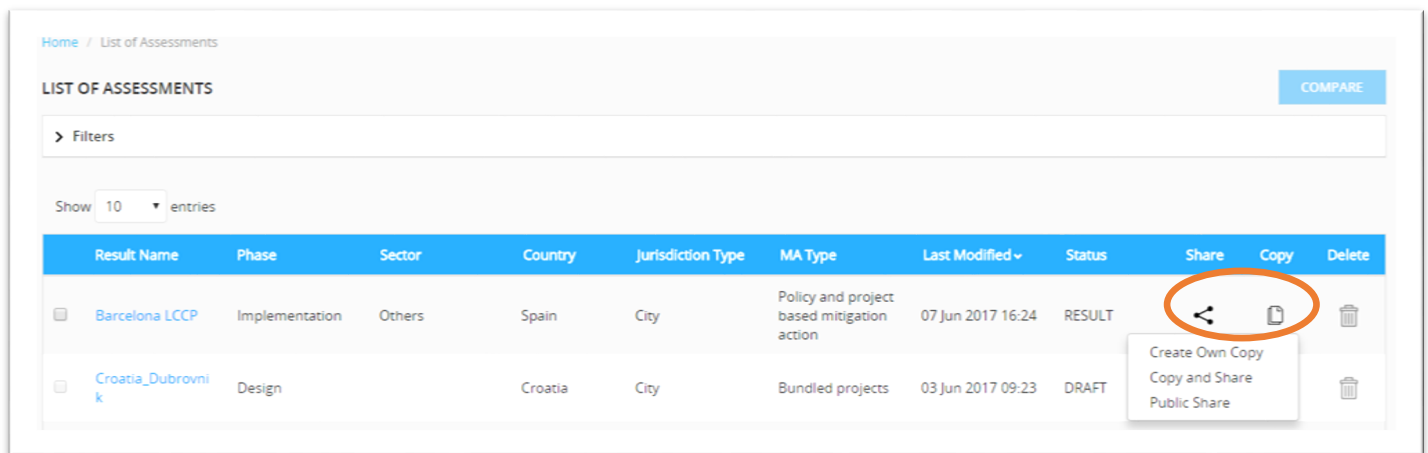 Home / List of Assessments
LIST OF ASSESSMENTS
COMPARE
Filters
Show 10 entries
Result Name Phase Sector Country Jurisdiction Type MA Type Last Modified Status Share Copy Delete
Policy and project
Barcelona LCCP Implementation Others Spain City based mitigation 07 Jun 2017 16:24 RESULT
action
Create Own Copy
Croatia_Dubrovni
Copy and Share
k Design Croatia City Bundled projects 03 Jun 2017 09:23 DRAFT
Public Share